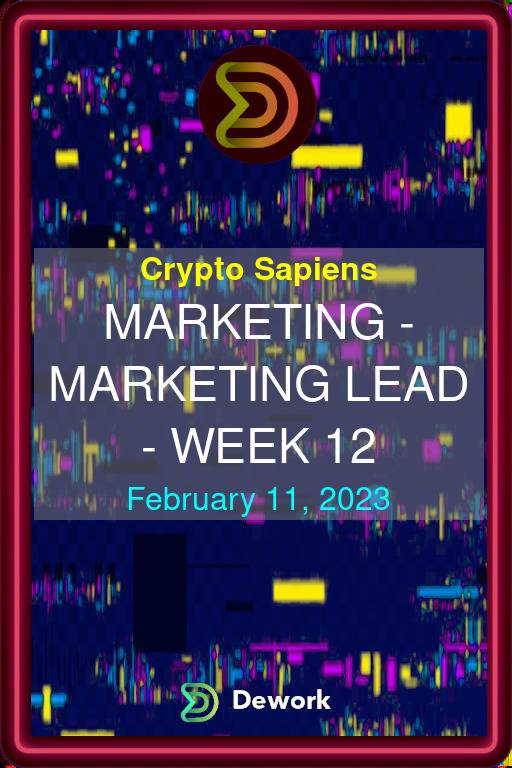 Crypto Sapiens
MARKETING -
MARKETING LEAD
- WEEK 12
February 11, 2023
Dework